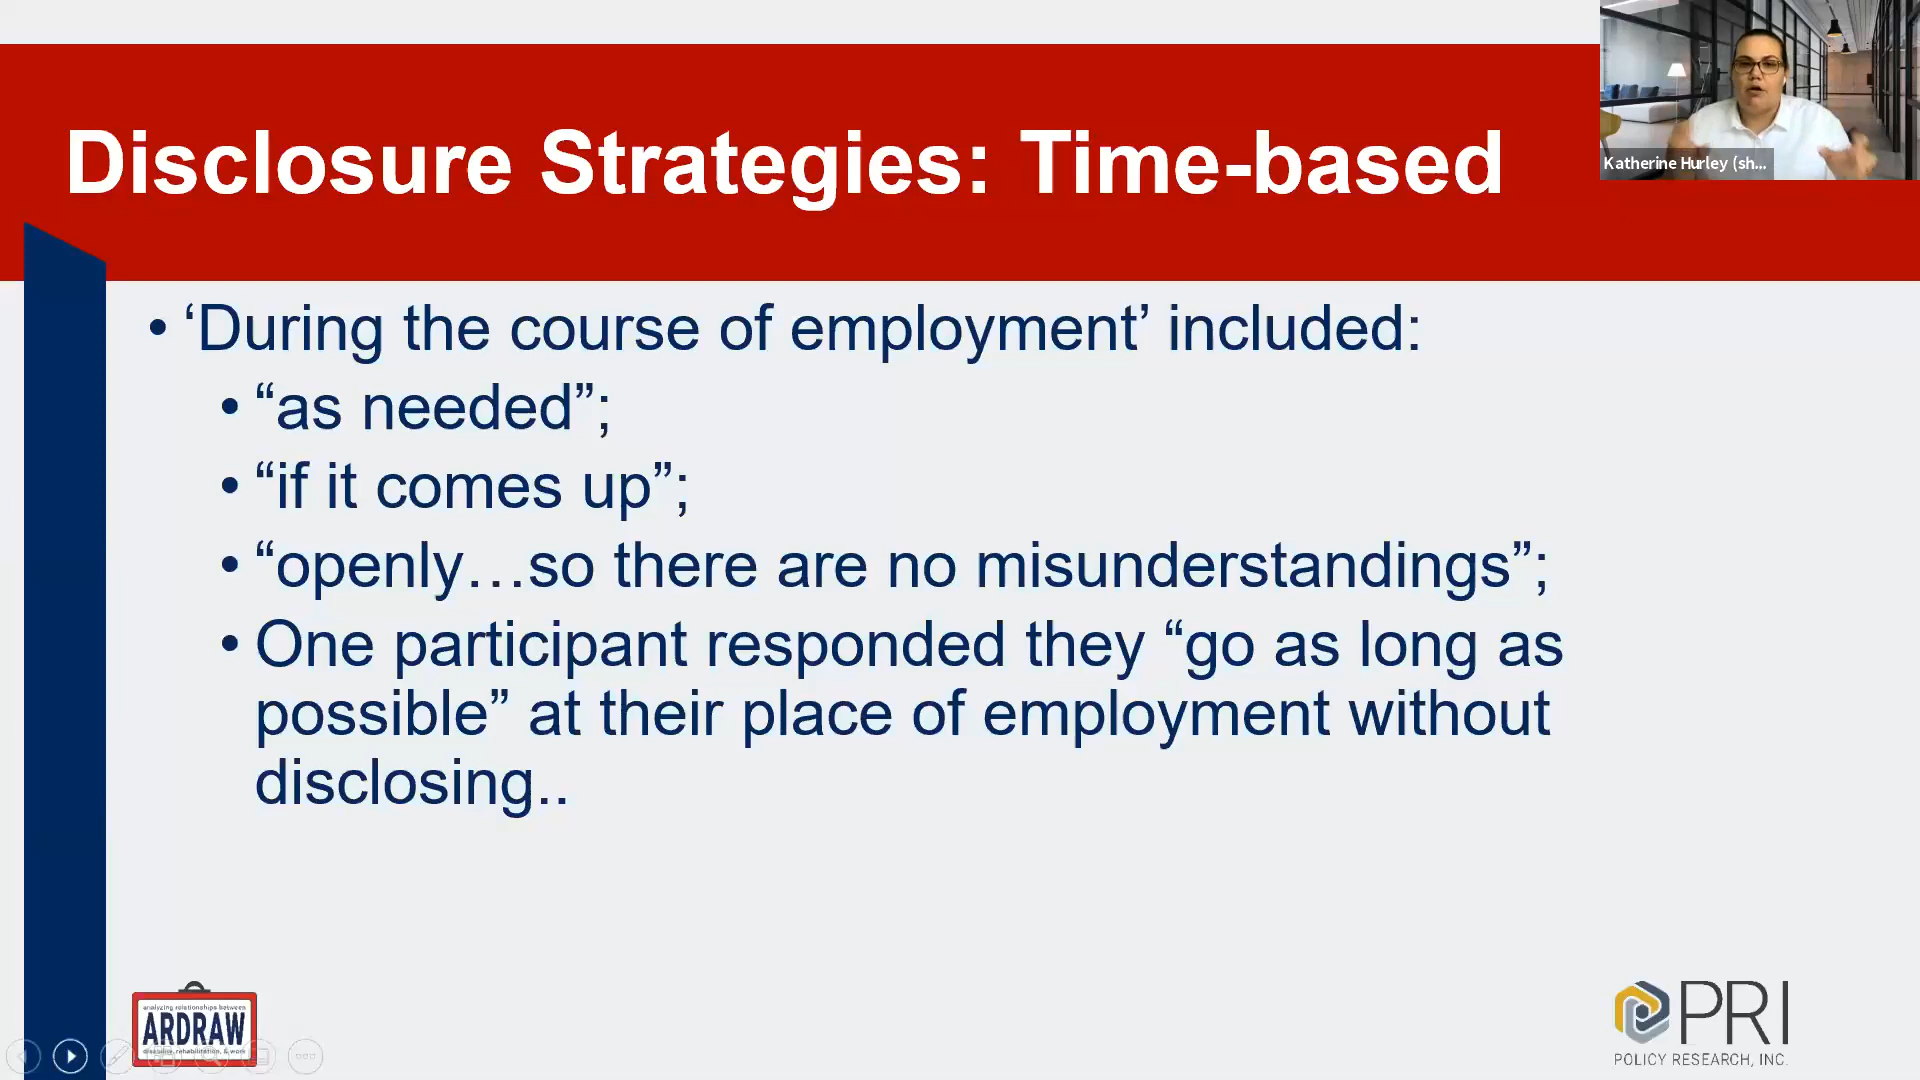 Disclosure Strategies: Time-based
Katherine Hurley (sh...
• ‘During the course of employment’ included:
• “as needed”;
• “if it comes up”;
• “openly…so there are no misunderstandings”;
• One participant responded they “go as long as
possible” at their place of employment without
disclosing..
analyzing relationships between
ARDRAW
disability, rehabilitation, & work
PRI
POLICY RESEARCH, INC.